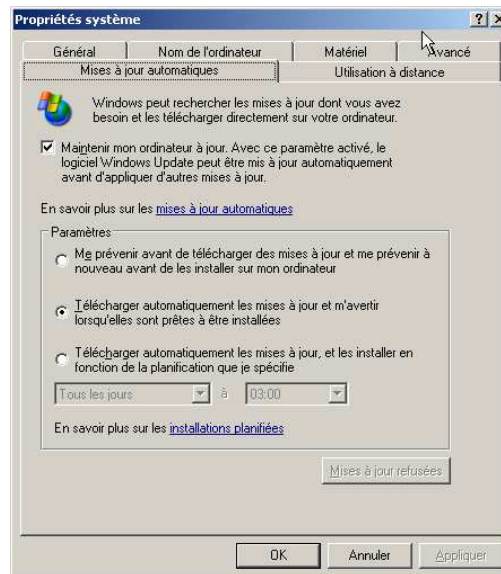 Propriétés système
Général
Nom de l'ordinateur
Matériel
Avancé
Mises à jour automatiques
Utilisation à distance
Windows peut rechercher les mises à jour dont vous avez
besoin et les télécharger directement sur votre ordinateur.
Maintenir mon ordinateur à jour. Avec ce paramètre activé, le
logiciel Windows Update peut être mis à jour automatiquement
avant d'appliquer d'autres mises à jour.
En savoir plus sur les mises à jour automatiques
Paramètres
Me prévenir avant de télécharger des mises à jour et me prévenir à
nouveau avant de les installer sur mon ordinateur
Télécharger automatiquement les mises à jour et m'avertir
lorsqu'elles sont prêtes à être installées
Télécharger automatiquement les mises à jour, et les installer en
fonction de la planification que je spécifie
Tous les jours
à
03:00
En savoir plus sur les installations planifiées
Mises à jour refusées
OK
Annuler
Appliquer